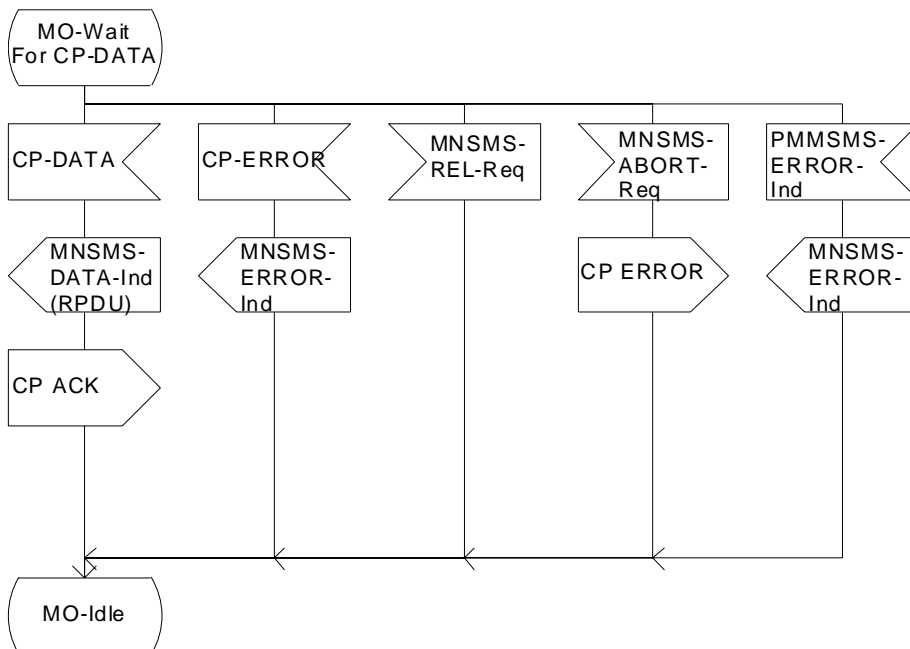 MO-Wait
For CP-DATA
CP-DATA
CP-ERROR
MNSMS-
REL-Req
MNSMS-
ABORT-
Req
PMMSMS-
ERROR-
Ind
MNSMS-
DATA-Ind
(RPDU)
MNSMS-
ERROR-
Ind
CP ERROR
MNSMS-
ERROR-
Ind
CP ACK
MO-Idle